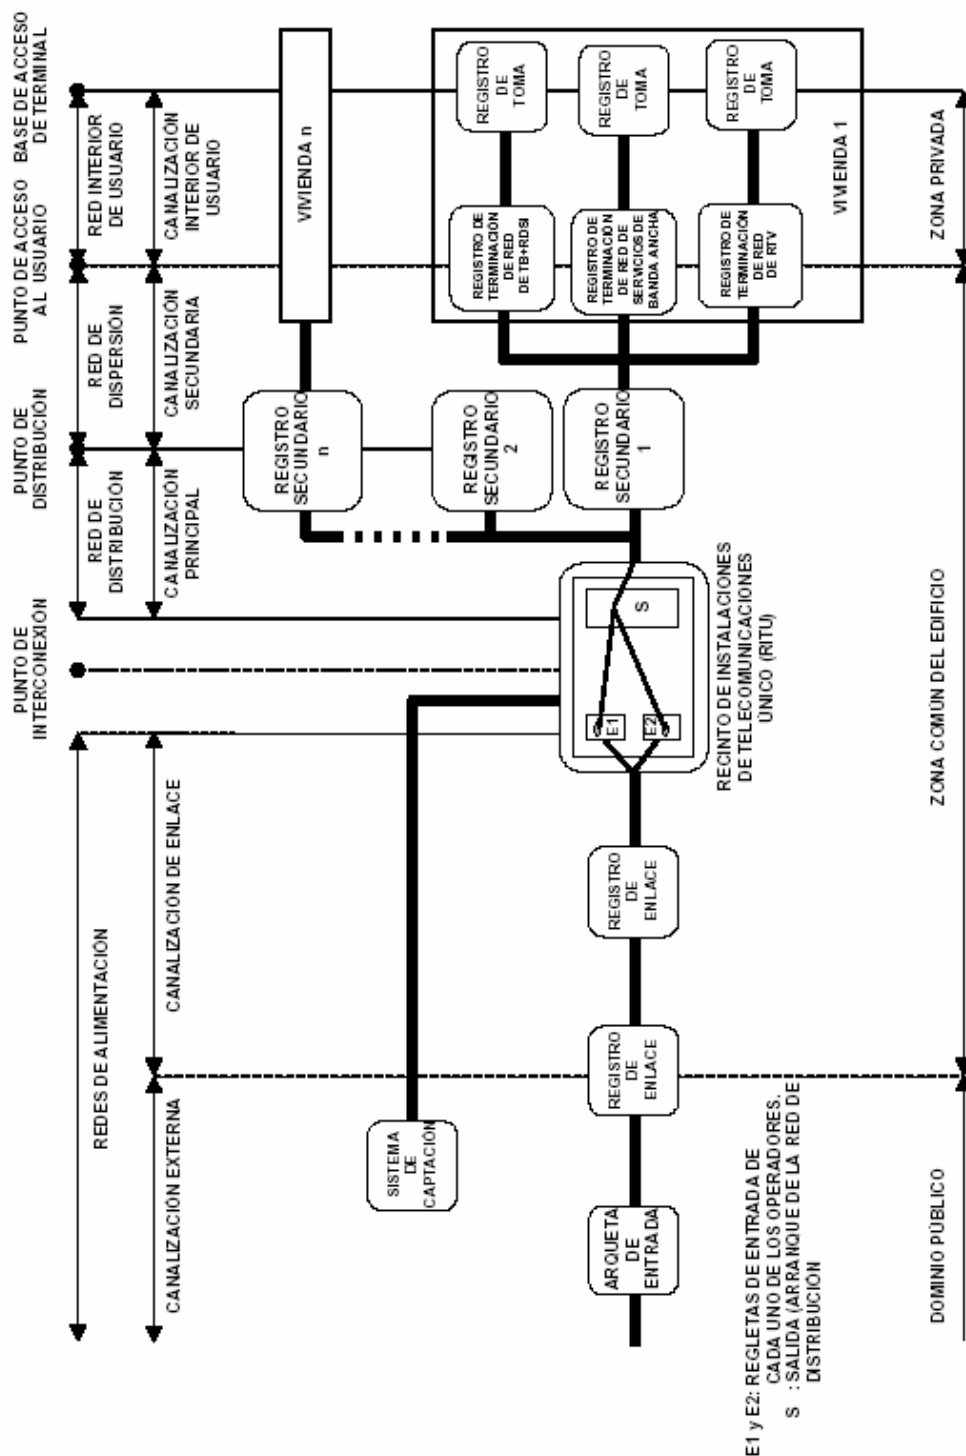 PUNTO DE
INTERCONEXIÓN
PUNTO DE
DISTRIBUCIÓN
PUNTO DE ACCESO
AL USUARIO
BASE DE ACCESO
DE TERMINAL
REDES DE ALIMENTACIÓN
RED DE
DISTRIBUCIÓN
RED DE
DISPERSIÓN
RED INTERIOR
DE USUARIO
CANALIZACIÓN EXTERNA
CANALIZACIÓN DE ENLACE
CANALIZACIÓN
PRINCIPAL
CANALIZACIÓN
SECUNDARIA
CANALIZACIÓN
INTERIOR DE
USUARIO
REGISTRO
SECUNDARIO
n
VIVIENDA n
SISTEMA
DE
CAPTACIÓN
REGISTRO
SECUNDARIO
2
REGISTRO DE
TERMINACIÓN
DE RED
DE TB+RDSI
REGISTRO
DE
TOMA
ARQUETA
DE
ENTRADA
REGISTRO
DE
ENLACE
REGISTRO
DE
ENLACE
E1
E2
S
REGISTRO
SECUNDARIO
1
REGISTRO DE
TERMINACIÓN
DE RED DE
SERVICIOS DE
BANDA ANCHA
REGISTRO
DE
TOMA
RECINTO DE INSTALACIONES
DE TELECOMUNICACIONES
ÚNICO (RITU)
REGISTRO DE
TERMINACIÓN
DE RED
DE RTV
REGISTRO
DE
TOMA
VIVIENDA 1
E1 y E2: REGLETAS DE ENTRADA DE
CADA UNO DE LOS OPERADORES.
S : SALIDA (ARRANQUE DE LA RED DE
DISTRIBUCIÓN
DOMINIO PÚBLICO
ZONA COMÚN DEL EDIFICIO
ZONA PRIVADA